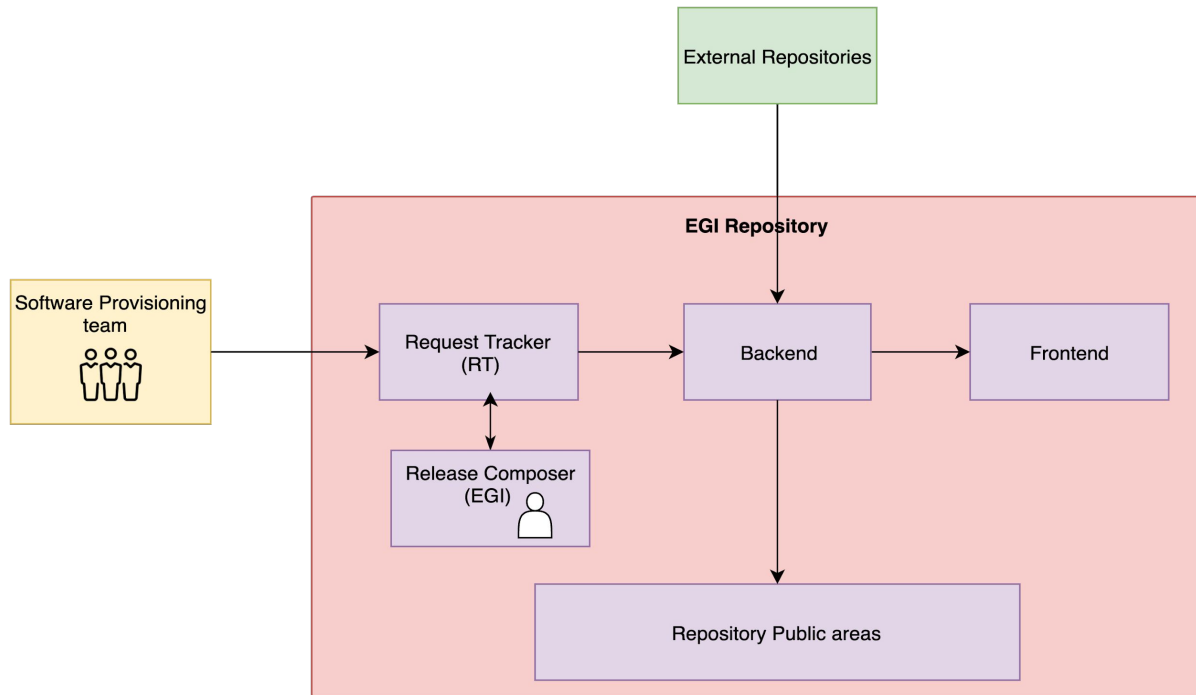 External Repositories
EGI Repository
Software Provisioning
team
Request Tracker
(RT)
Backend
Frontend
Release Composer
(EGI)
Repository Public areas